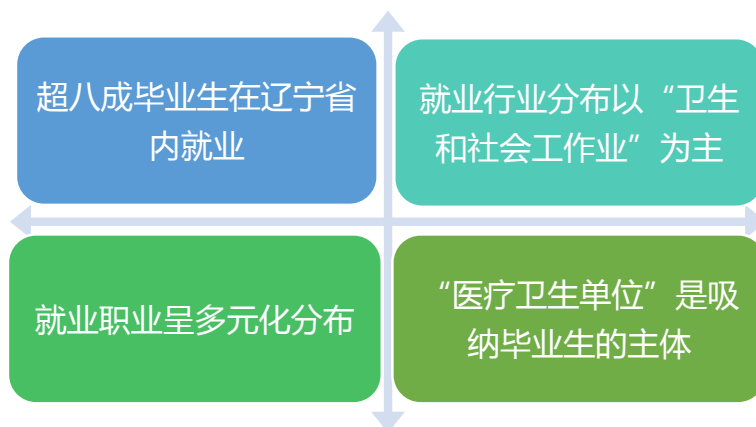 超八成毕业生在辽宁省
内就业
就业行业分布以“卫生
和社会工作业”为主
就业职业呈多元化分布
“医疗卫生单位”是吸
纳毕业生的主体